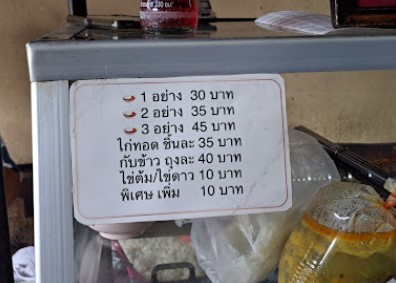 1 อย่าง 30 บาท
2 อย่าง 35 บาท
3 อย่าง 45 บาท
ไก่ทอด ชิ้นละ 35 บาท
กับข้าว ถุงละ 40 บาท
ไข่ต้ม/ไข่ดาว 10 บาท
พิเศษ เพิ่ม 10 บาท